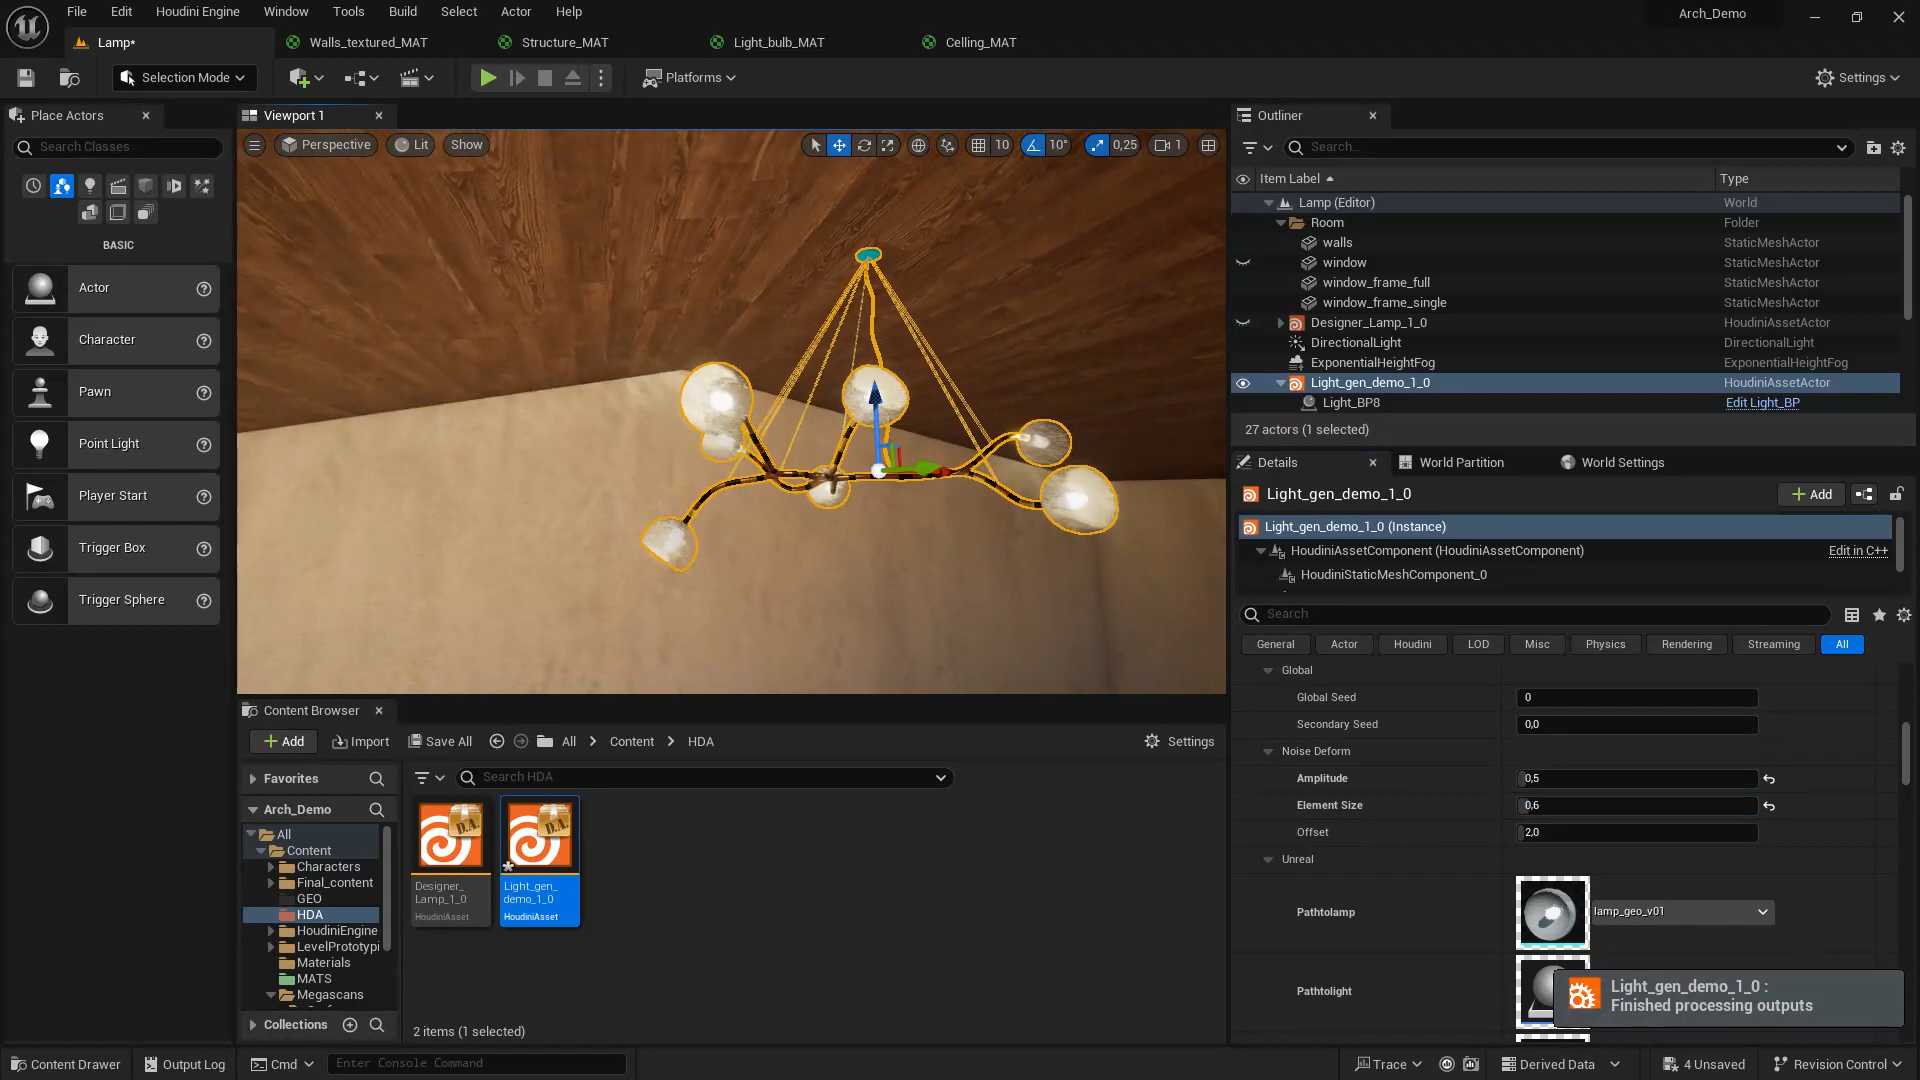 File Edit Houdini Engine Window Tools Build Select Actor Help
Arch_Demo
Lamp*
Walls_textured_MAT
Structure_MAT
Light_bulb_MAT
Celling_MAT
Selection Mode
Platforms
Settings
Place Actors
Search Classes
BASIC
Actor
Character
Pawn
Point Light
Player Start
Trigger Box
Trigger Sphere
Viewport 1
Perspective
Lit
Show
10
10°
0,25
1
Outliner
Search...
Item Label Type
Lamp (Editor) World
Room Folder
walls StaticMeshActor
window StaticMeshActor
window_frame_full StaticMeshActor
window_frame_single StaticMeshActor
Designer_Lamp_1_0 HoudiniAssetActor
DirectionalLight DirectionalLight
ExponentialHeightFog ExponentialHeightFog
Light_gen_demo_1_0 HoudiniAssetActor
Light_BP8 Edit Light_BP
27 actors (1 selected)
Details
World Partition
World Settings
Light_gen_demo_1_0
Add
Light_gen_demo_1_0 (Instance)
HoudiniAssetComponent (HoudiniAssetComponent) Edit in C++
HoudiniStaticMeshComponent_0
Search
General Actor Houdini LOD Misc Physics Rendering Streaming All
Global
Global Seed 0
Secondary Seed 0,0
Noise Deform
Amplitude 0,5
Element Size 0,6
Offset 2,0
Unreal
Pathtolamp lamp_geo_v01
Pathtolight
Light_gen_demo_1_0 :
Finished processing outputs
Content Browser
Add
Import
Save All
All > Content > HDA
Settings
Favorites
Search HDA
Arch_Demo
All
Content
Characters
Final_content
GEO
HDA
HoudiniEngine
LevelPrototypi
Materials
MATS
Megascans
Collections
D.A.
Designer_
Lamp_1_0
HoudiniAsset
D.A.
Light_gen_
demo_1_0
HoudiniAsset
2 items (1 selected)
Content Drawer
Output Log
Cmd
Enter Console Command
Trace
Derived Data
4 Unsaved
Revision Control